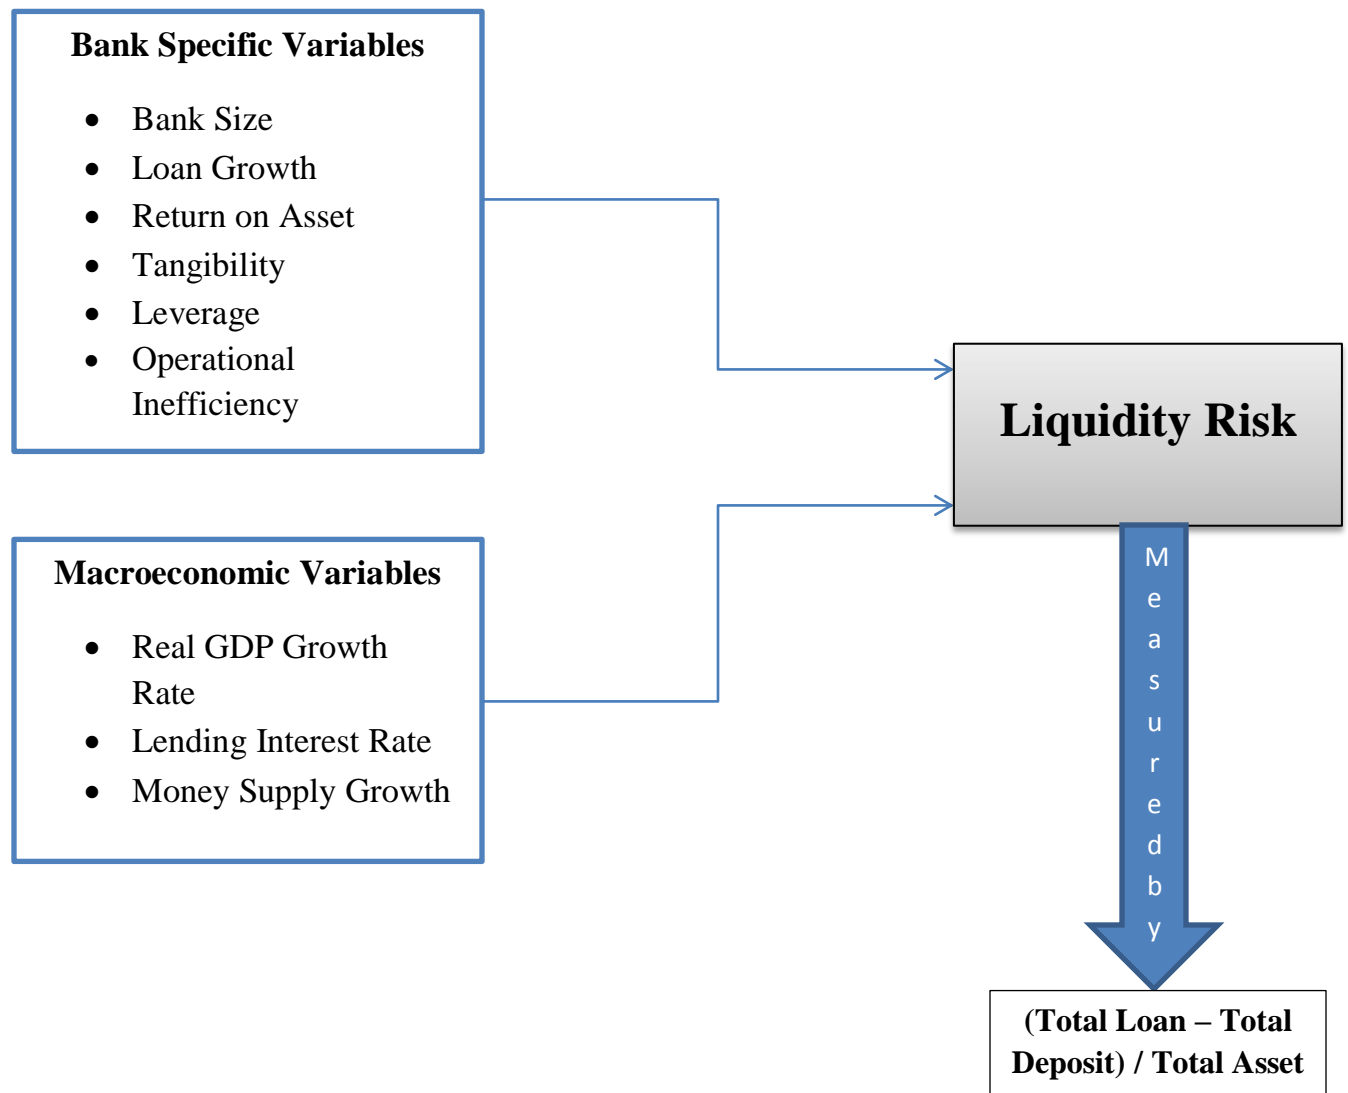 Bank Specific Variables
• Bank Size
• Loan Growth
• Return on Asset
• Tangibility
• Leverage
• Operational
Inefficiency
Macroeconomic Variables
• Real GDP Growth
Rate
• Lending Interest Rate
• Money Supply Growth
Liquidity Risk
Measuredby
(Total Loan – Total
Deposit) / Total Asset